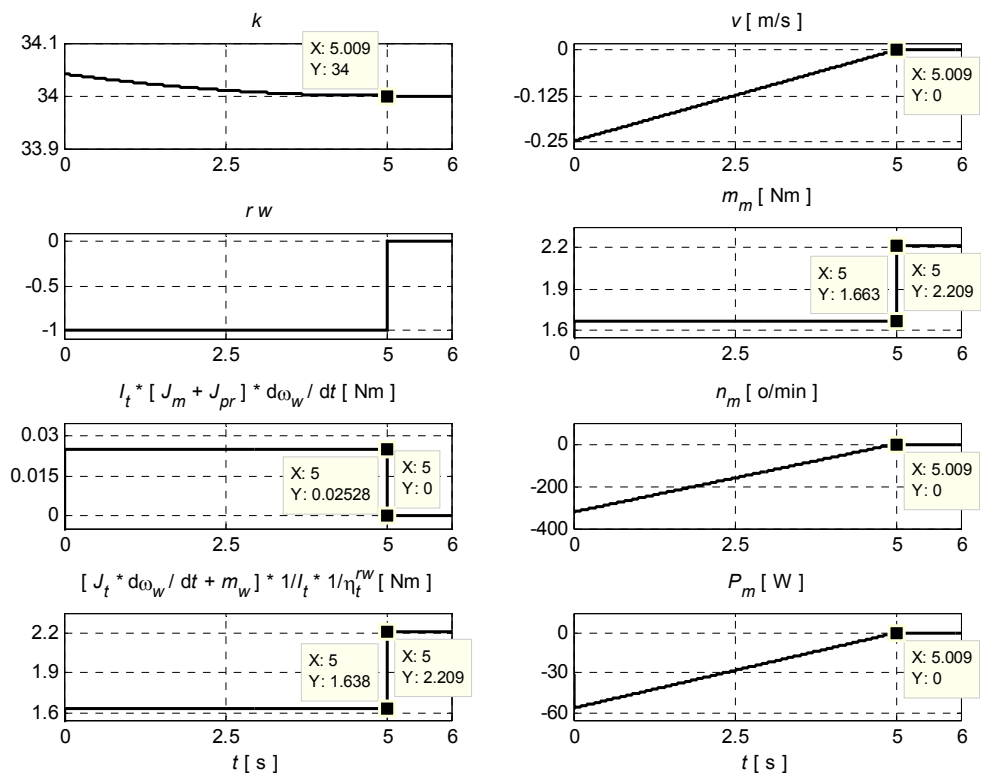 k
34.1
34
33.9
0
2.5
5
6
X: 5.009
Y: 34
v [ m/s ]
0
-0.125
-0.25
0
2.5
5
6
X: 5.009
Y: 0
r w
0
-0.5
-1
0
2.5
5
6
m_m [ Nm ]
2.2
1.9
1.6
0
2.5
5
6
X: 5
Y: 1.663
X: 5
Y: 2.209
I_t * [ J_m + J_pr ] * dω_w / dt [ Nm ]
0.03
0.015
0
0
2.5
5
6
X: 5
Y: 0.02528
X: 5
Y: 0
n_m [ o/min ]
0
-200
-400
0
2.5
5
6
X: 5.009
Y: 0
[ J_t * dω_w / dt + m_w ] * 1/I_t * 1/η_t^rw [ Nm ]
2.2
1.9
1.6
0
2.5
5
6
X: 5
Y: 1.638
X: 5
Y: 2.209
t [ s ]
P_m [ W ]
0
-30
-60
0
2.5
5
6
X: 5.009
Y: 0
t [ s ]